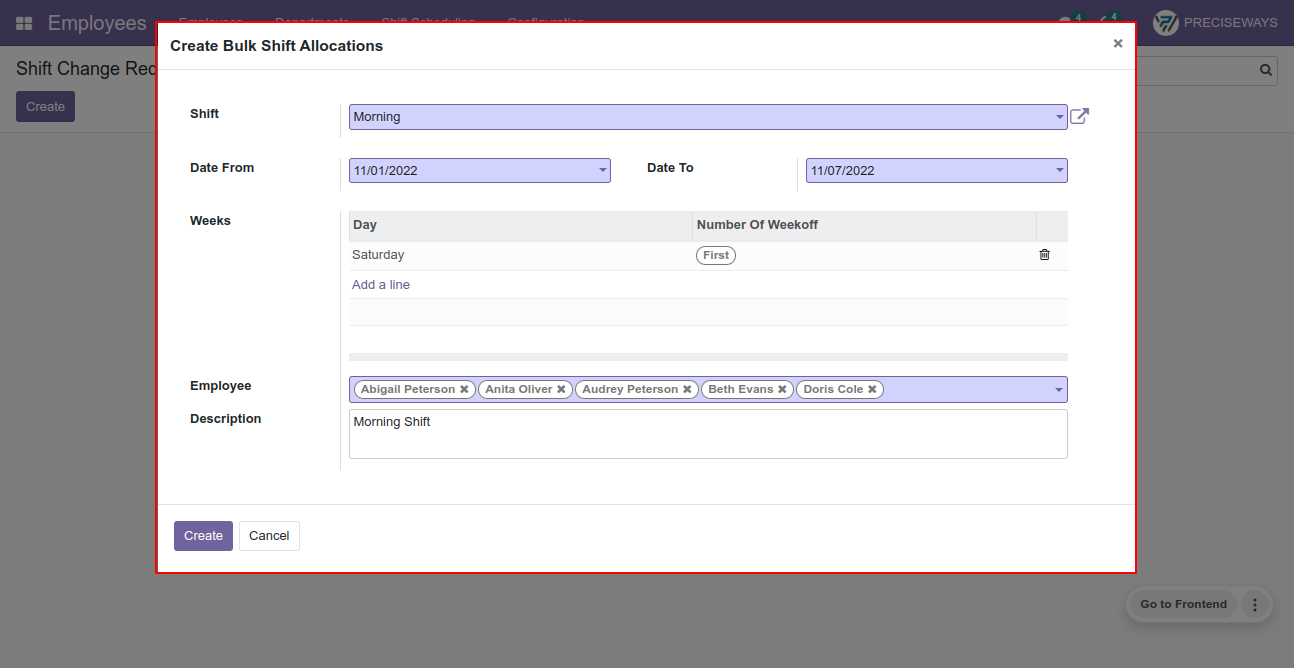 Employees Employees Departments Shift Scheduling Configuration 4 4 PRECISEWAYS
Create Bulk Shift Allocations ×
Shift Change Req
Create
Shift Morning
Date From 11/01/2022 Date To 11/07/2022
Weeks Day Number Of Weekoff
Saturday First
Add a line
Employee Abigail Peterson ✖ Anita Oliver ✖ Audrey Peterson ✖ Beth Evans ✖ Doris Cole ✖
Description Morning Shift
Create Cancel
Go to Frontend